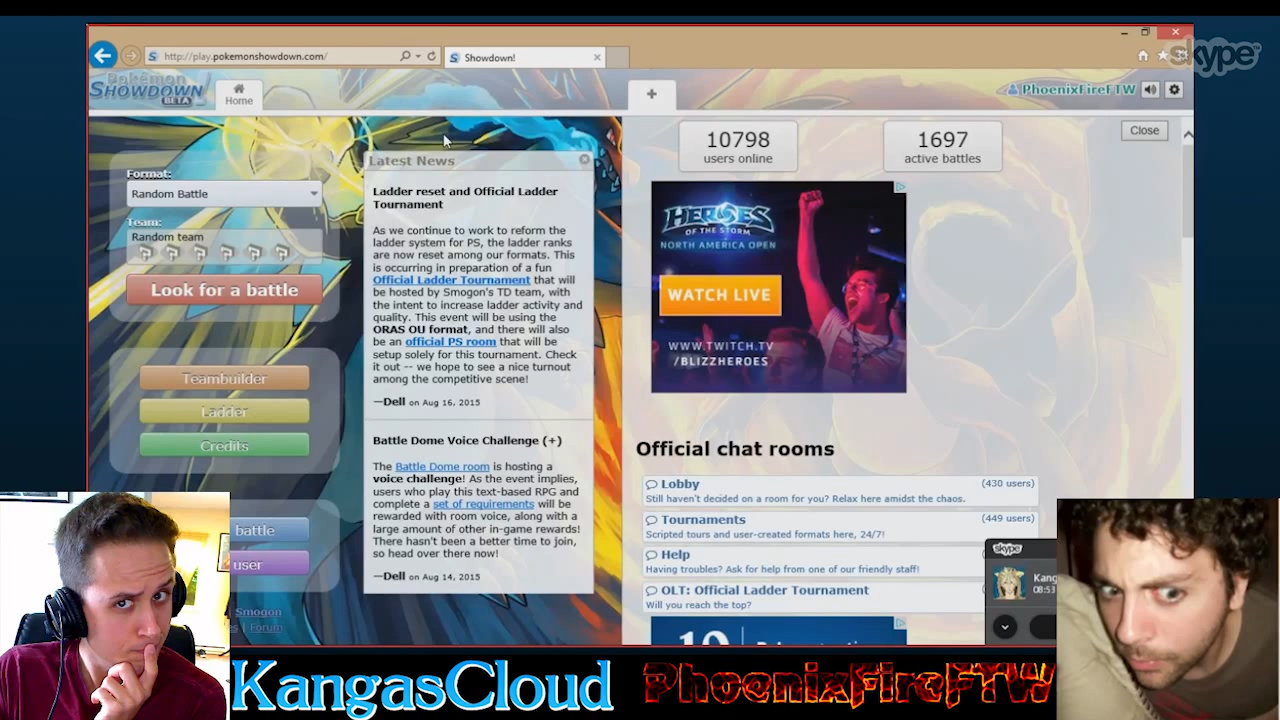 http://play.pokemonshowdown.com/
Showdown!
skype
Pokémon
SHOWDOWN
BETA
Home
+
PhoenixFireFTW
Close
Format:
Random Battle
Team:
Random team
Look for a battle
Teambuilder
Ladder
Credits
battle
user
Smogon
Forum
Latest News
Ladder reset and Official Ladder
Tournament
As we continue to work to reform the
ladder system for PS, the ladder ranks
are now reset among our formats. This
is occurring in preparation of a fun
Official Ladder Tournament that will
be hosted by Smogon's TD team, with
the intent to increase ladder activity and
quality. This event will be using the
ORAS OU format, and there will also
be an official PS room that will be
setup solely for this tournament. Check
it out -- we hope to see a nice turnout
among the competitive scene!
—Dell on Aug 16, 2015
Battle Dome Voice Challenge (+)
The Battle Dome room is hosting a
voice challenge! As the event implies,
users who play this text-based RPG and
complete a set of requirements will be
rewarded with room voice, along with a
large amount of other in-game rewards!
There hasn't been a better time to join,
so head over there now!
—Dell on Aug 14, 2015
10798
users online
1697
active battles
HEROES
OF THE STORM
NORTH AMERICA OPEN
WATCH LIVE
WWW.TWITCH.TV
/BLIZZHEROES
Official chat rooms
Lobby (430 users)
Still haven't decided on a room for you? Relax here amidst the chaos.
Tournaments (449 users)
Scripted tours and user-created formats here, 24/7!
Help
Having troubles? Ask for help from one of our friendly staff!
OLT: Official Ladder Tournament
Will you reach the top?
skype
Kang
08:53
KangasCloud
PhoenixFireFTW